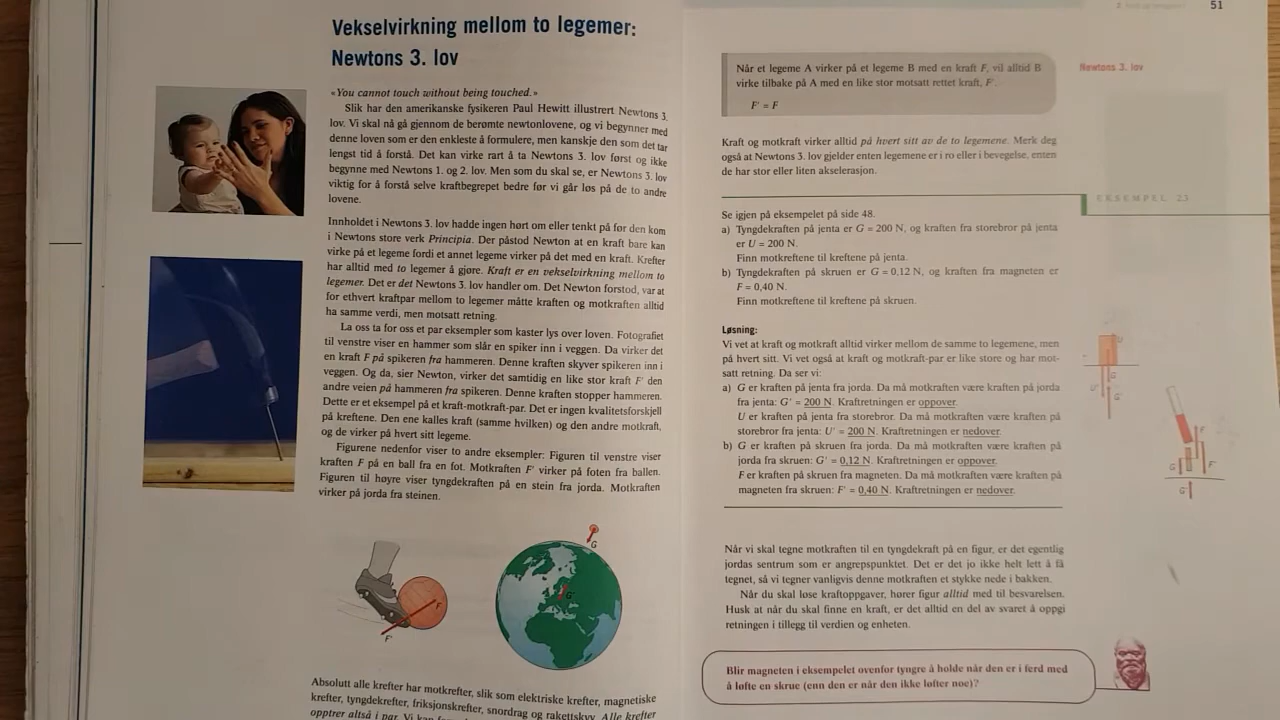 Vekselvirkning mellom to legemer:
Newtons 3. lov
«You cannot touch without being touched.»
Slik har den amerikanske fysikeren Paul Hewitt illustrert Newtons 3.
lov. Vi skal nå gå gjennom de berømte newtonlovene, og vi begynner med
denne loven som er den enkleste å formulere, men kanskje den som det tar
lengst tid å forstå. Det kan virke rart å ta Newtons 3. lov først og ikke
begynne med Newtons 1. og 2. lov. Men som du skal se, er Newtons 3. lov
viktig for å forstå selve kraftbegrepet bedre før vi går løs på de to andre
lovene.
Innholdet i Newtons 3. lov hadde ingen hørt om eller tenkt på før den kom
i Newtons store verk Principia. Der påstod Newton at en kraft bare kan
virke på et legeme fordi et annet legeme virker på det med en kraft. Krefter
har alltid med to legemer å gjøre. Kraft er en vekselvirkning mellom to
legemer. Det er det Newtons 3. lov handler om. Det Newton forstod, var at
for ethvert kraftpar mellom to legemer måtte kraften og motkraften alltid
ha samme verdi, men motsatt retning.
La oss ta for oss et par eksempler som kaster lys over loven. Fotografiet
til venstre viser en hammer som slår en spiker inn i veggen. Da virker det
en kraft F på spikeren fra hammeren. Denne kraften skyver spikeren inn i
veggen. Og da, sier Newton, virker det samtidig en like stor kraft F' den
andre veien på hammeren fra spikeren. Denne kraften stopper hammeren.
Dette er et eksempel på et kraft-motkraft-par. Det er ingen kvalitetsforskjell
på kreftene. Den ene kalles kraft (samme hvilken) og den andre motkraft,
og de virker på hvert sitt legeme.
Figurene nedenfor viser to andre eksempler: Figuren til venstre viser
kraften F på en ball fra en fot. Motkraften F' virker på foten fra ballen.
Figuren til høyre viser tyngdekraften på en stein fra jorda. Motkraften
virker på jorda fra steinen.
F
F'
G
G'
Absolutt alle krefter har motkrefter, slik som elektriske krefter, magnetiske
krefter, tyngdekrefter, friksjonskrefter, snordrag og rakettskyv. Alle krefter
opptrer altså i par. Vi kan
51
Når et legeme A virker på et legeme B med en kraft F, vil alltid B
virke tilbake på A med en like stor motsatt rettet kraft, F'.
F' = F
Newtons 3. lov
Kraft og motkraft virker alltid på hvert sitt av de to legemene. Merk deg
også at Newtons 3. lov gjelder enten legemene er i ro eller i bevegelse, enten
de har stor eller liten akselerasjon.
EKSEMPEL 23
Se igjen på eksempelet på side 48.
a) Tyngdekraften på jenta er G = 200 N, og kraften fra storebror på jenta
er U = 200 N.
Finn motkreftene til kreftene på jenta.
b) Tyngdekraften på skruen er G = 0,12 N, og kraften fra magneten er
F = 0,40 N.
Finn motkreftene til kreftene på skruen.
Løsning:
Vi vet at kraft og motkraft alltid virker mellom de samme to legemene, men
på hvert sitt. Vi vet også at kraft og motkraft-par er like store og har mot-
satt retning. Da ser vi:
a) G er kraften på jenta fra jorda. Da må motkraften være kraften på jorda
fra jenta: G' = 200 N. Kraftretningen er oppover.
U er kraften på jenta fra storebror. Da må motkraften være kraften på
storebror fra jenta: U' = 200 N. Kraftretningen er nedover.
b) G er kraften på skruen fra jorda. Da må motkraften være kraften på
jorda fra skruen: G' = 0,12 N. Kraftretningen er oppover.
F er kraften på skruen fra magneten. Da må motkraften være kraften på
magneten fra skruen: F' = 0,40 N. Kraftretningen er nedover.
U
G
U'
G'
F
G
F'
G'
Når vi skal tegne motkraften til en tyngdekraft på en figur, er det egentlig
jordas sentrum som er angrepspunktet. Det er det jo ikke helt lett å få
tegnet, så vi tegner vanligvis denne motkraften et stykke nede i bakken.
Når du skal løse kraftoppgaver, hører figur alltid med til besvarelsen.
Husk at når du skal finne en kraft, er det alltid en del av svaret å oppgi
retningen i tillegg til verdien og enheten.
Blir magneten i eksempelet ovenfor tyngre å holde når den er i ferd med
å løfte en skrue (enn den er når den ikke løfter noe)?